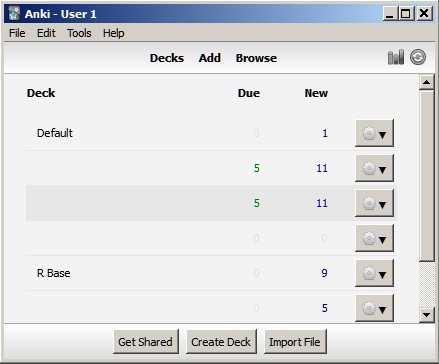 Anki - User 1
File Edit Tools Help
Decks Add Browse
Deck Due New
Default 0 1
5 11
5 11
0 0
R Base 0 9
0 5
Get Shared Create Deck Import File